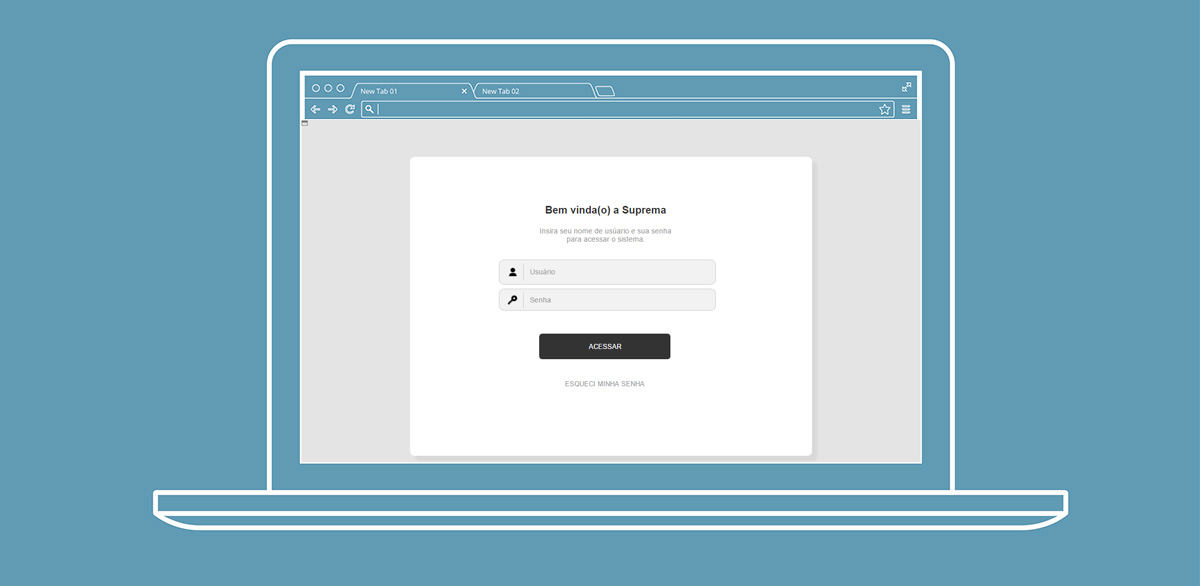 New Tab 01
New Tab 02
Bem vinda(o) a Suprema
Insira seu nome de usúario e sua senha
para acessar o sistema.
Usuário
Senha
ACESSAR
ESQUECI MINHA SENHA